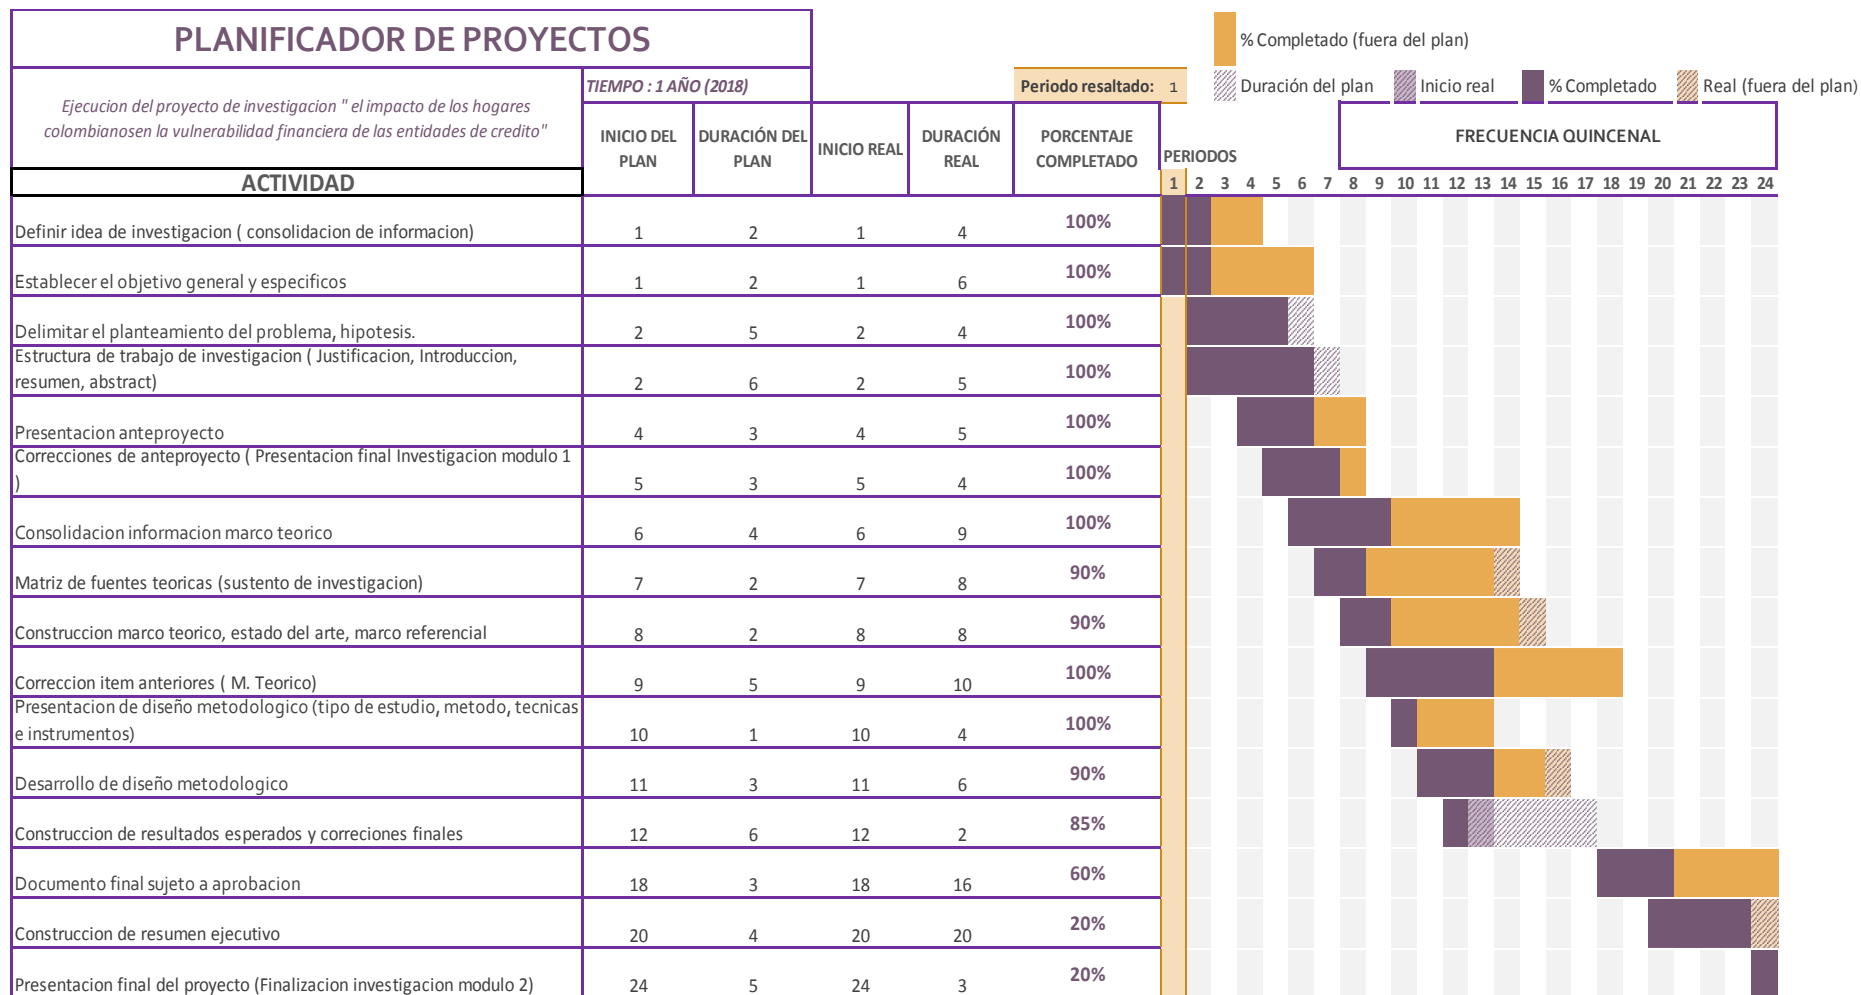 PLANIFICADOR DE PROYECTOS
% Completado (fuera del plan)
Ejecucion del proyecto de investigacion " el impacto de los hogares
colombianosen la vulnerabilidad financiera de las entidades de credito"
TIEMPO : 1 AÑO (2018)
Periodo resaltado: 1
Duración del plan
Inicio real
% Completado
Real (fuera del plan)
ACTIVIDAD
INICIO DEL
PLAN
DURACIÓN DEL
PLAN
INICIO REAL
DURACIÓN
REAL
PORCENTAJE
COMPLETADO
PERIODOS
FRECUENCIA QUINCENAL
1 2 3 4 5 6 7 8 9 10 11 12 13 14 15 16 17 18 19 20 21 22 23 24
Definir idea de investigacion ( consolidacion de informacion) 1 2 1 4 100%
Establecer el objetivo general y especificos 1 2 1 6 100%
Delimitar el planteamiento del problema, hipotesis. 2 5 2 4 100%
Estructura de trabajo de investigacion ( Justificacion, Introduccion,
resumen, abstract) 2 6 2 5 100%
Presentacion anteproyecto 4 3 4 5 100%
Correcciones de anteproyecto ( Presentacion final Investigacion modulo 1
) 5 3 5 4 100%
Consolidacion informacion marco teorico 6 4 6 9 100%
Matriz de fuentes teoricas (sustento de investigacion) 7 2 7 8 90%
Construccion marco teorico, estado del arte, marco referencial 8 2 8 8 90%
Correccion item anteriores ( M. Teorico) 9 5 9 10 100%
Presentacion de diseño metodologico (tipo de estudio, metodo, tecnicas
e instrumentos) 10 1 10 4 100%
Desarrollo de diseño metodologico 11 3 11 6 90%
Construccion de resultados esperados y correciones finales 12 6 12 2 85%
Documento final sujeto a aprobacion 18 3 18 16 60%
Construccion de resumen ejecutivo 20 4 20 20 20%
Presentacion final del proyecto (Finalizacion investigacion modulo 2) 24 5 24 3 20%